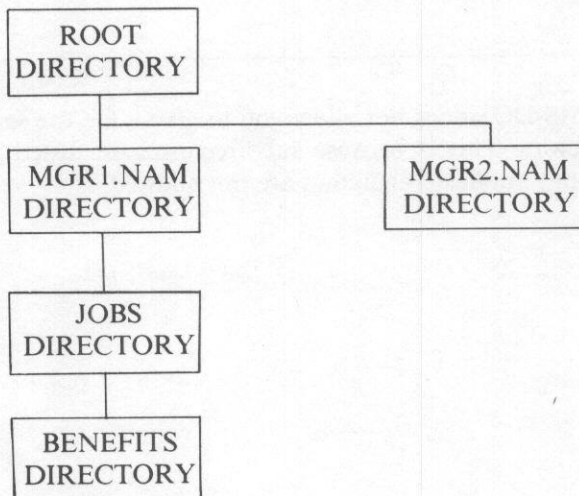 ROOT
DIRECTORY
MGR1.NAM
DIRECTORY
MGR2.NAM
DIRECTORY
JOBS
DIRECTORY
BENEFITS
DIRECTORY